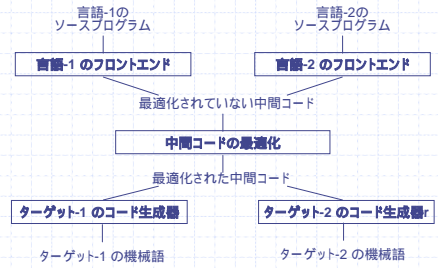 言語-1の
ソースプログラム
言語-2の
ソースプログラム
言語-1 のフロントエンド
言語-2 のフロントエンド
最適化されていない中間コード
中間コードの最適化
最適化された中間コード
ターゲット-1 のコード生成器
ターゲット-2 のコード生成器r
ターゲット-1 の機械語
ターゲット-2 の機械語